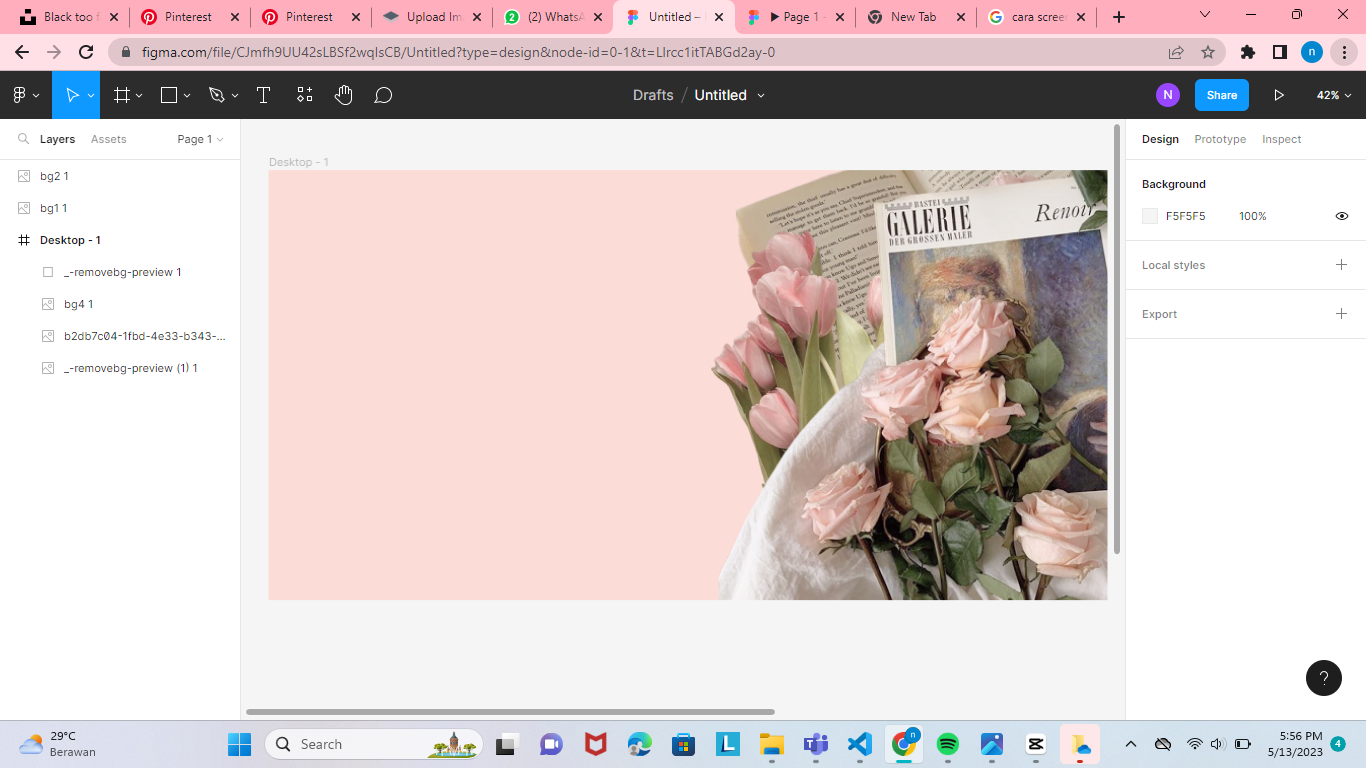 Black too f
Pinterest
Pinterest
Upload Im
(2) WhatsA
Untitled –
Page 1 -
New Tab
cara screen
figma.com/file/CJmfh9UU42sLBSf2wqIsCB/Untitled?type=design&node-id=0-1&t=LIrcc1itTABGd2ay-0
n
Drafts / Untitled
N
Share
42%
Layers
Assets
Page 1
Design
Prototype
Inspect
bg2 1
bg1 1
Desktop - 1
_-removebg-preview 1
bg4 1
b2db7c04-1fbd-4e33-b343-...
_-removebg-preview (1) 1
Desktop - 1
BASTEI
GALERIE
DER GROSSEN MALER
Renoir
Background
F5F5F5
100%
Local styles
Export
?
29°C
Berawan
Search
n
5:56 PM
5/13/2023
4